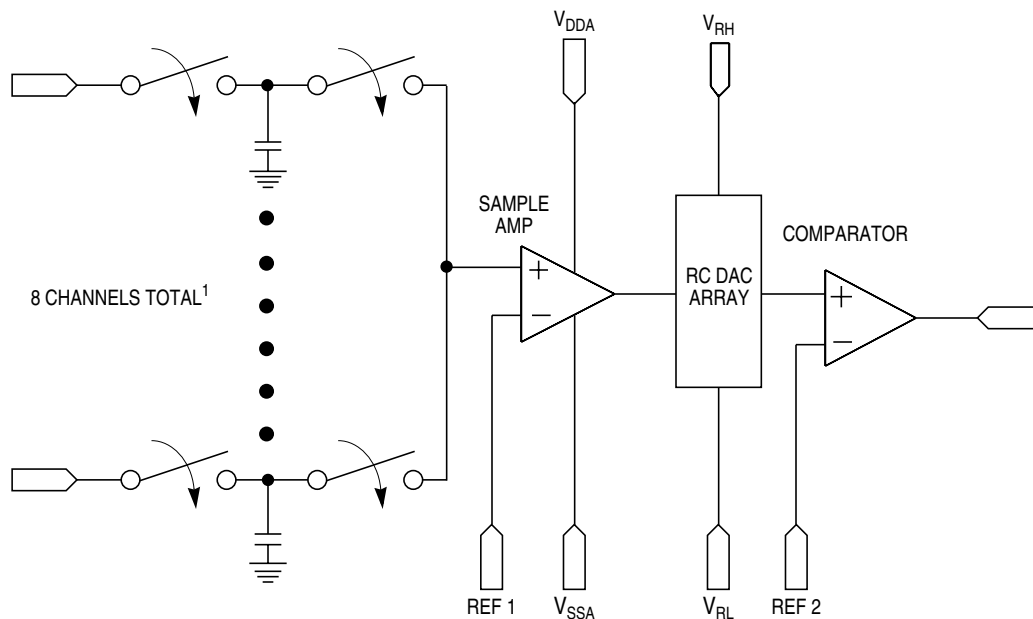 V_DDA
V_RH
SAMPLE
AMP
COMPARATOR
8 CHANNELS TOTAL¹
+
−
RC DAC
ARRAY
+
−
REF 1
V_SSA
V_RL
REF 2